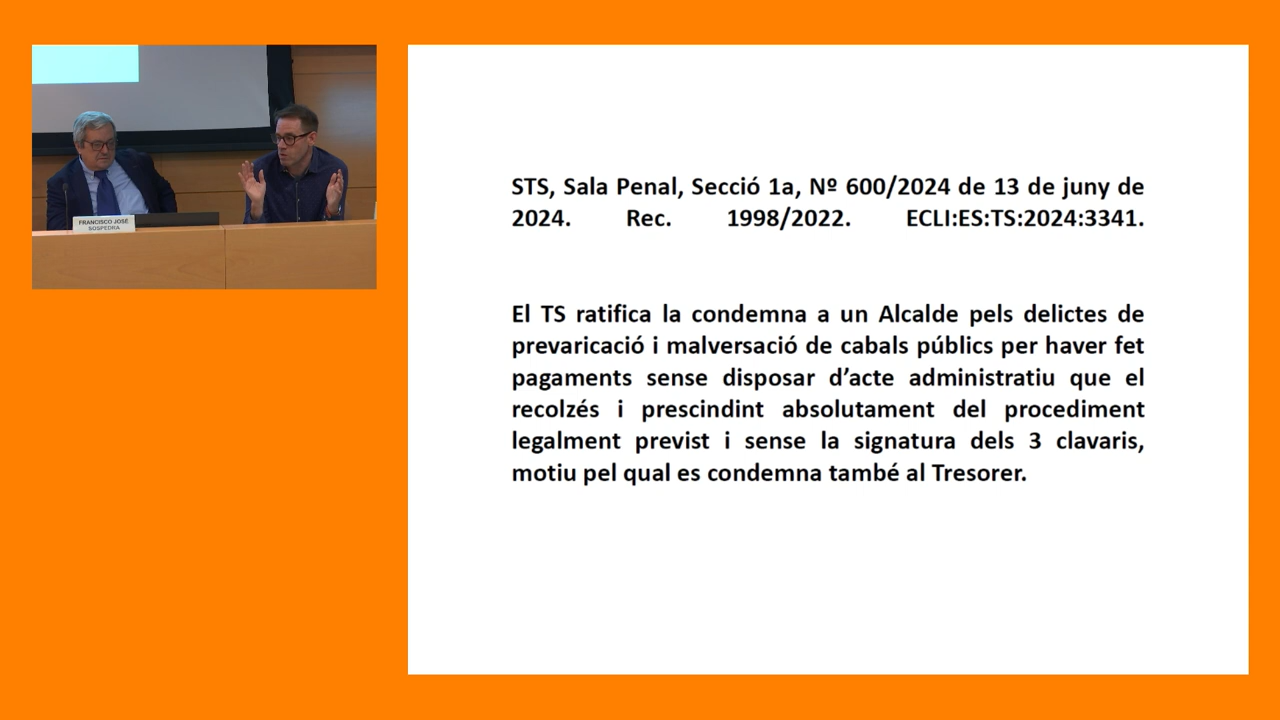 FRANCISCO JOSÉ
SOSPEDRA
STS, Sala Penal, Secció 1a, Nº 600/2024 de 13 de juny de
2024. Rec. 1998/2022. ECLI:ES:TS:2024:3341.
El TS ratifica la condemna a un Alcalde pels delictes de
prevaricació i malversació de cabals públics per haver fet
pagaments sense disposar d’acte administratiu que el
recolzés i prescindint absolutament del procediment
legalment previst i sense la signatura dels 3 clavaris,
motiu pel qual es condemna també al Tresorer.